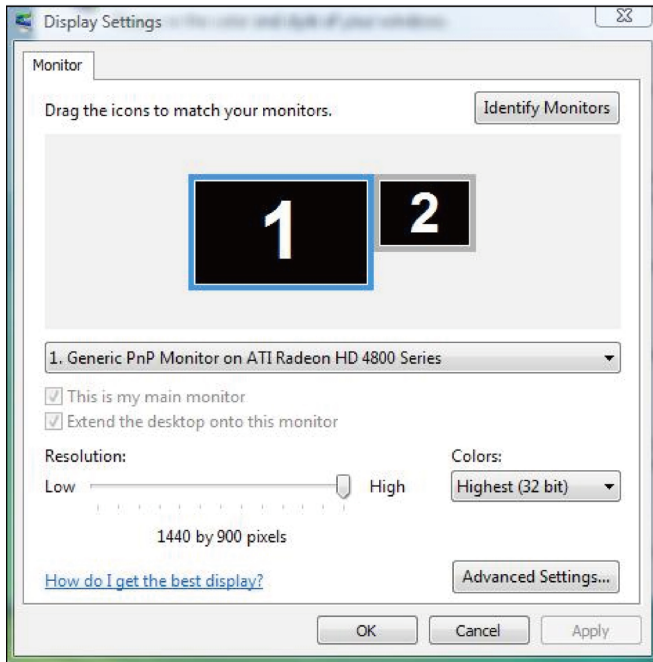 Display Settings
Monitor
Drag the icons to match your monitors.
Identify Monitors
1
2
1. Generic PnP Monitor on ATI Radeon HD 4800 Series
This is my main monitor
Extend the desktop onto this monitor
Resolution:
Colors:
Low
High
Highest (32 bit)
1440 by 900 pixels
How do I get the best display?
Advanced Settings...
OK
Cancel
Apply